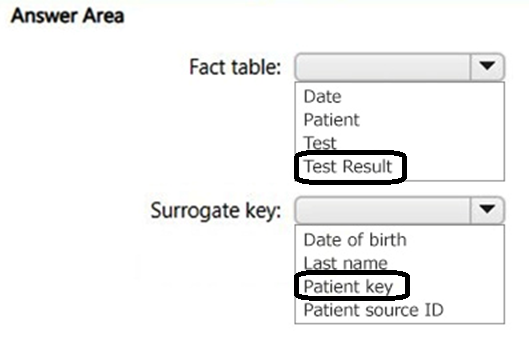 Answer Area
Fact table:
Date
Patient
Test
Test Result
Surrogate key:
Date of birth
Last name
Patient key
Patient source ID